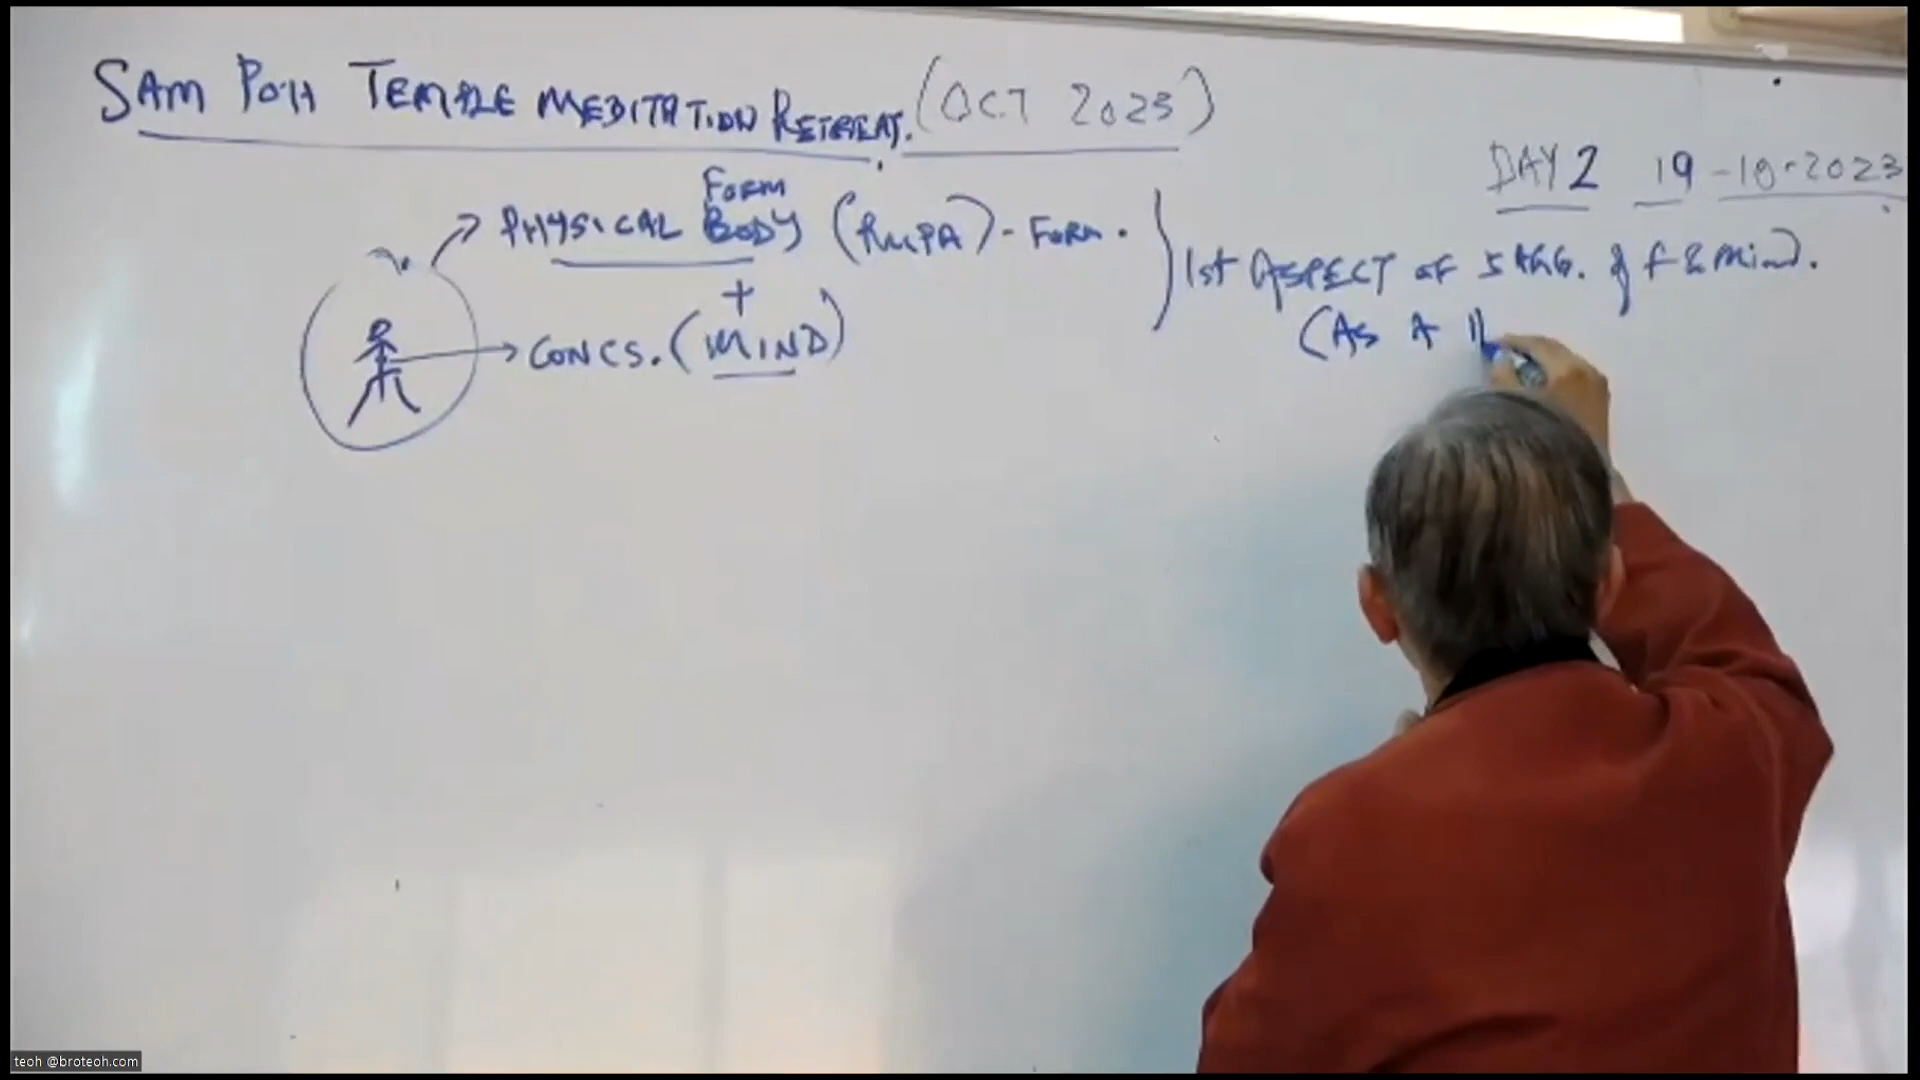 SAM POH TEMPLE MEDITATION RETREAT. (OCT 2023)
DAY 2 19-10-2023
FORM
PHYSICAL BODY (RUPA) - FORM.
1st ASPECT OF 5 AGG. of F & Mind.
+
(AS A
CONCS. (MIND)
teoh @broteoh.com